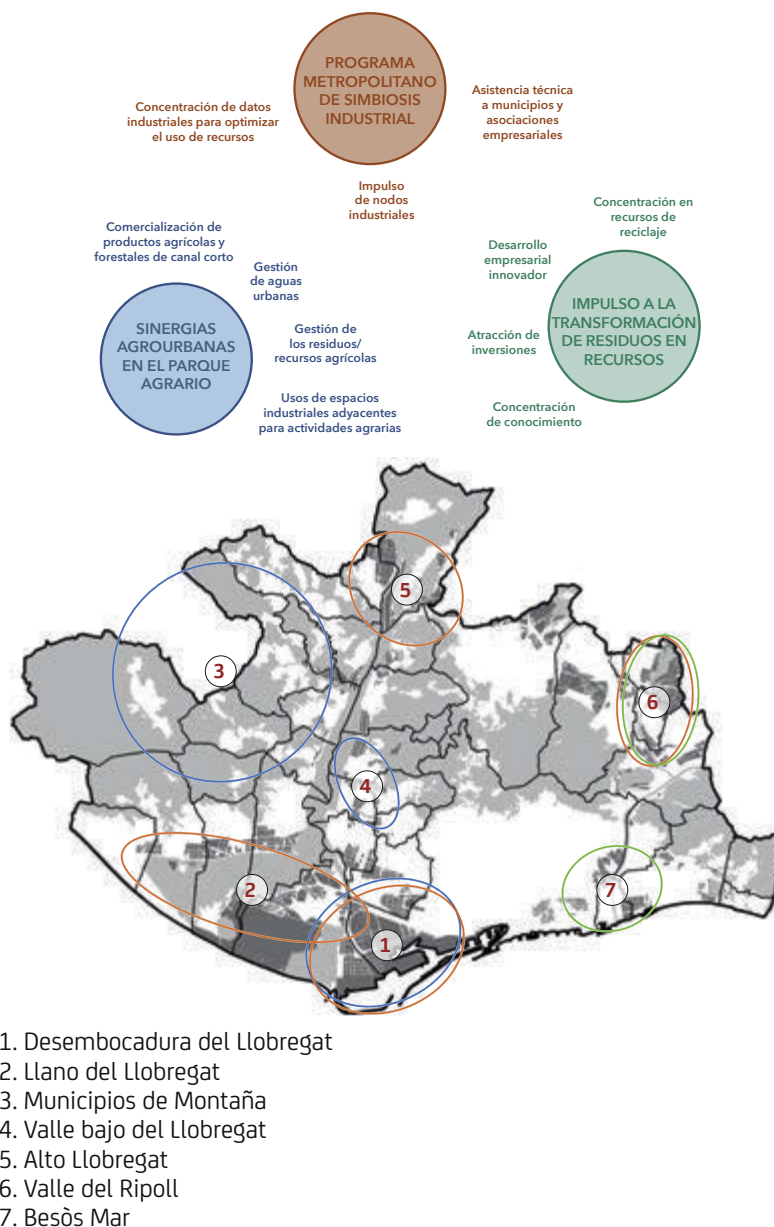 PROGRAMA
METROPOLITANO
DE SIMBIOSIS
INDUSTRIAL
Concentración de datos
industriales para optimizar
el uso de recursos
Asistencia técnica
a municipios y
asociaciones
empresariales
Impulso
de nodos
industriales
Comercialización de
productos agrícolas y
forestales de canal corto
Gestión
de aguas
urbanas
SINERGIAS
AGROURBANAS
EN EL PARQUE
AGRARIO
Gestión de
los residuos/
recursos agrícolas
Usos de espacios
industriales adyacentes
para actividades agrarias
Concentración en
recursos de
reciclaje
Desarrollo
empresarial
innovador
IMPULSO A LA
TRANSFORMACIÓN
DE RESIDUOS EN
RECURSOS
Atracción de
inversiones
Concentración
de conocimiento
5
3
6
4
2
7
1
1. Desembocadura del Llobregat
2. Llano del Llobregat
3. Municipios de Montaña
4. Valle bajo del Llobregat
5. Alto Llobregat
6. Valle del Ripoll
7. Besòs Mar